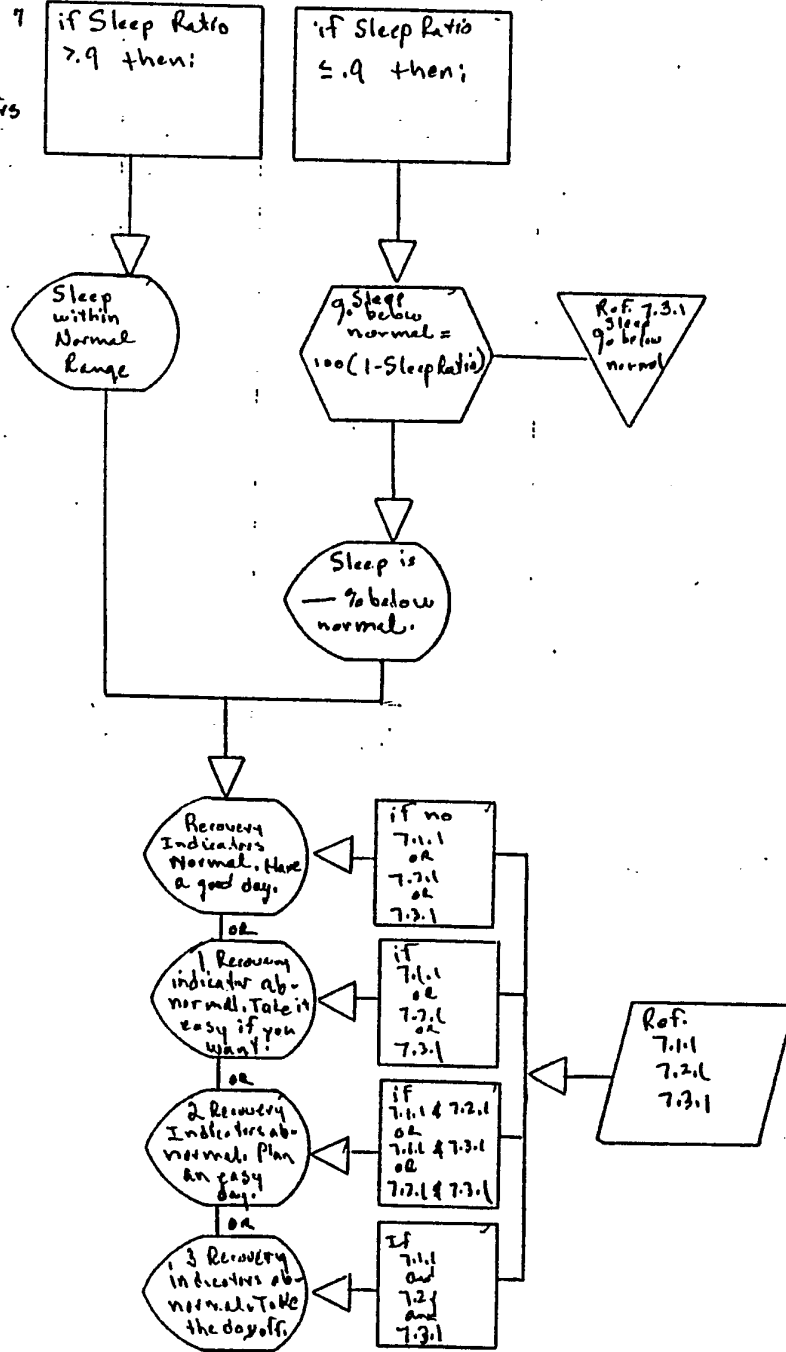 7
if Sleep Ratio
>.9 then;
if Sleep Ratio
≤ .9 then;
rs
Sleep
within
Normal
Range
% Sleep
below
normal =
100(1-Sleep Ratio)
Ref. 7.3.1
Sleep
% below
normal
Sleep is
— % below
normal.
Recovery
Indicators
Normal. Have
a good day.
if no
7.1.1
OR
7.2.1
OR
7.3.1
OR
1 Recovery
indicator ab-
normal. Take it
easy if you
want.
if
7.1.1
OR
7.2.1
OR
7.3.1
Ref.
7.1.1
7.2.1
7.3.1
OR
2 Recovery
Indicators ab-
normal. Plan
an easy
day.
if
7.1.1 & 7.2.1
OR
7.1.1 & 7.3.1
OR
7.2.1 & 7.3.1
OR
3 Recovery
indicators ab-
normal. Take
the day off.
If
7.1.1
and
7.2.1
and
7.3.1